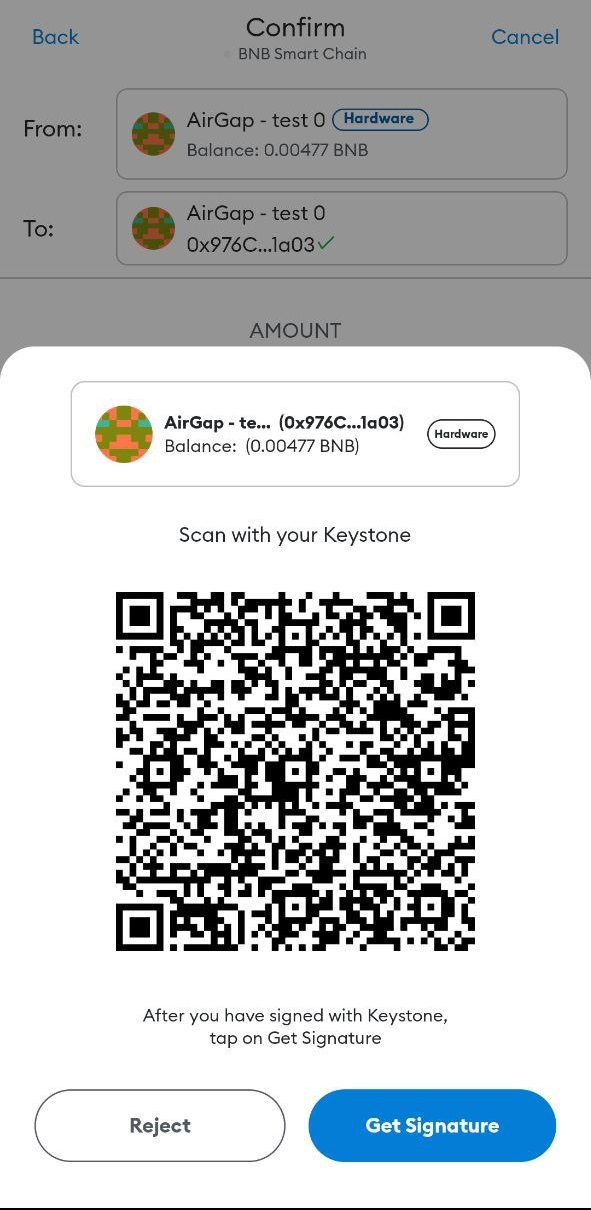 Back
Confirm
Cancel
BNB Smart Chain
From:
AirGap - test 0 Hardware
Balance: 0.00477 BNB
To:
AirGap - test 0
0x976C...1a03
AMOUNT
AirGap - te... (0x976C...1a03)
Balance: (0.00477 BNB)
Hardware
Scan with your Keystone
After you have signed with Keystone,
tap on Get Signature
Reject
Get Signature